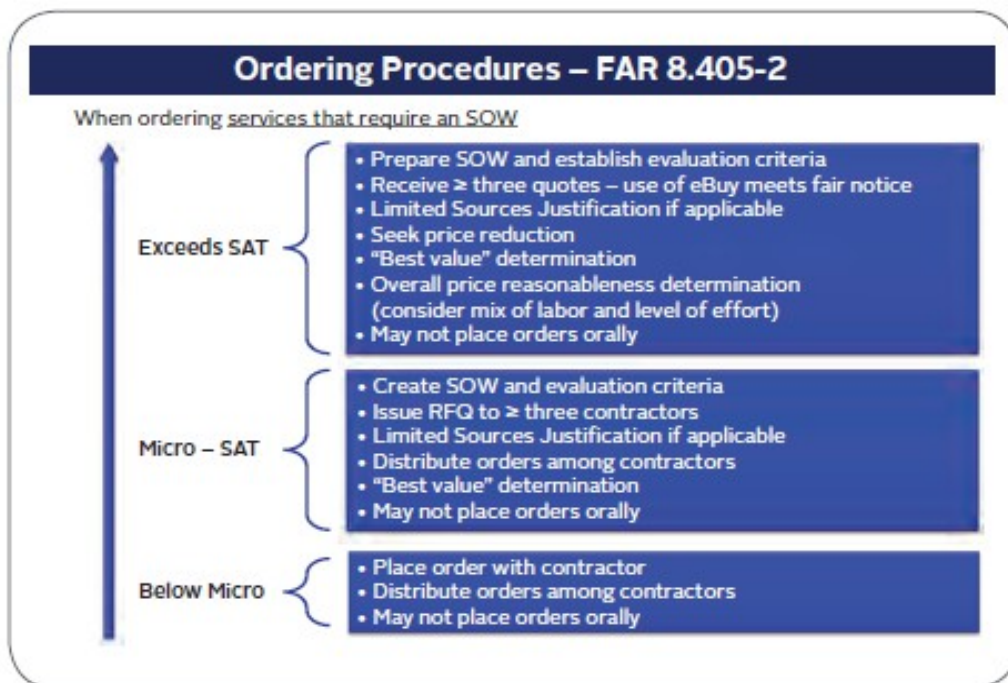 Ordering Procedures – FAR 8.405-2
When ordering services that require an SOW
Exceeds SAT
• Prepare SOW and establish evaluation criteria
• Receive ≥ three quotes – use of eBuy meets fair notice
• Limited Sources Justification if applicable
• Seek price reduction
• “Best value” determination
• Overall price reasonableness determination
(consider mix of labor and level of effort)
• May not place orders orally
Micro – SAT
• Create SOW and evaluation criteria
• Issue RFQ to ≥ three contractors
• Limited Sources Justification if applicable
• Distribute orders among contractors
• “Best value” determination
• May not place orders orally
Below Micro
• Place order with contractor
• Distribute orders among contractors
• May not place orders orally